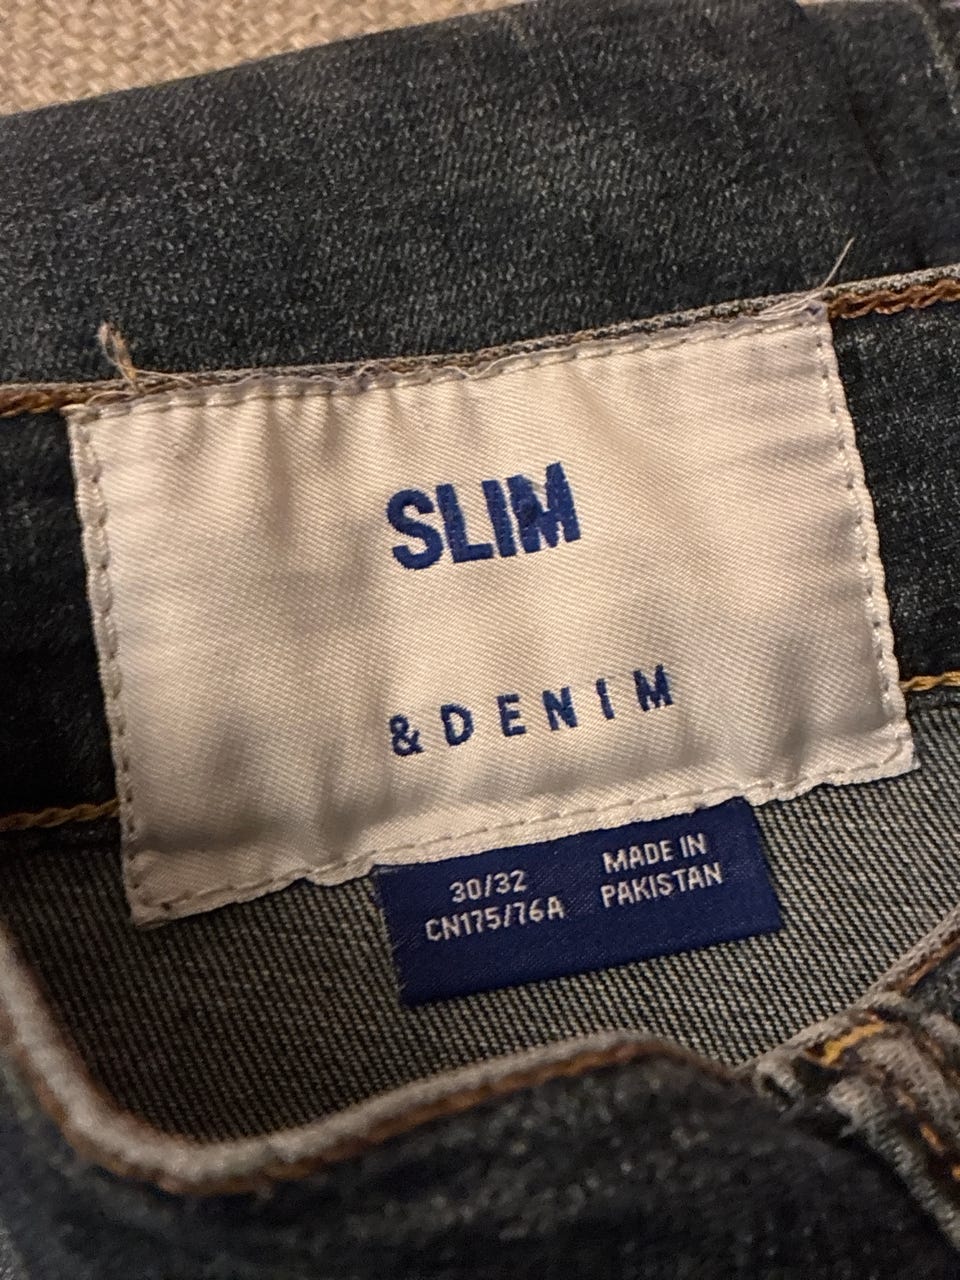 SLIM
&DENIM
30/32
CN175/76A
MADE IN
PAKISTAN